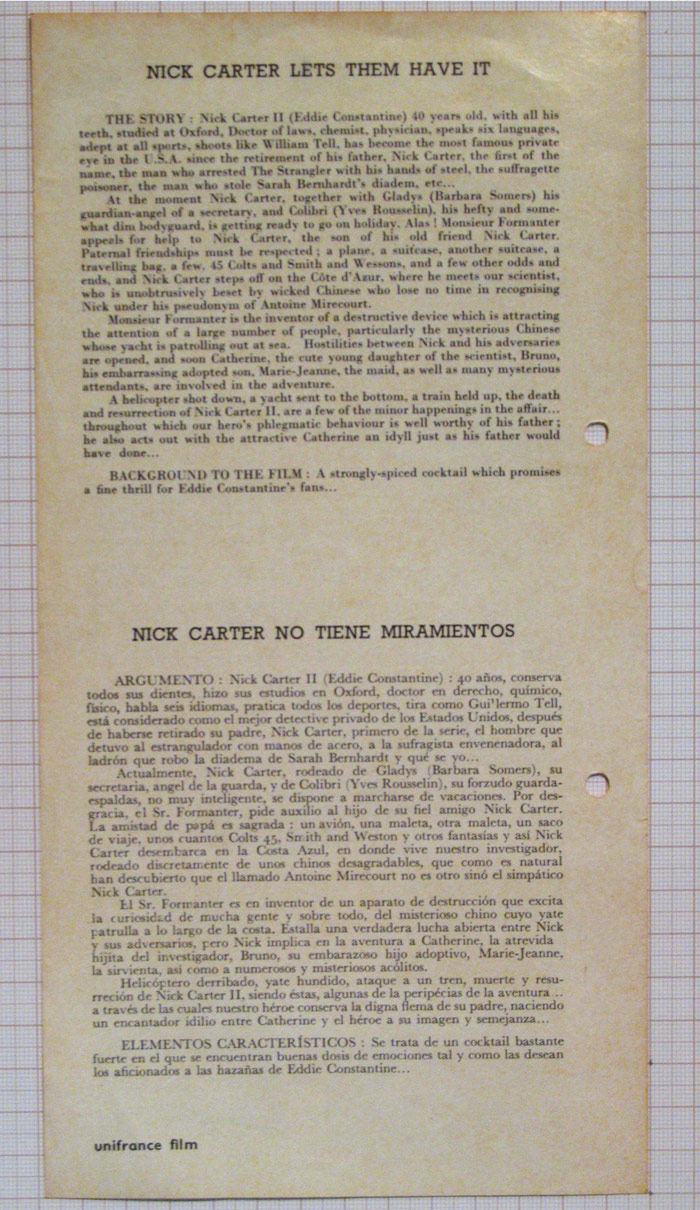 NICK CARTER LETS THEM HAVE IT
THE STORY : Nick Carter II (Eddie Constantine) 40 years old, with all his
teeth, studied at Oxford, Doctor of laws, chemist, physician, speaks six languages,
adept at all sports, shoots like William Tell, has become the most famous private
eye in the U.S.A. since the retirement of his father, Nick Carter, the first of the
name, the man who arrested The Strangler with his hands of steel, the suffragette
poisoner, the man who stole Sarah Bernhardt's diadem, etc...
At the moment Nick Carter, together with Gladys (Barbara Somers) his
guardian-angel of a secretary, and Colibri (Yves Rousselin), his hefty and some-
what dim bodyguard, is getting ready to go on holiday. Alas ! Monsieur Formanter
appeals for help to Nick Carter, the son of his old friend Nick Carter.
Paternal friendships must be respected ; a plane, a suitcase, another suitcase, a
travelling bag, a few. 45 Colts and Smith and Wessons, and a few other odds and
ends, and Nick Carter steps off on the Côte d'Azur, where he meets our scientist,
who is unobtrusively beset by wicked Chinese who lose no time in recognising
Nick under his pseudonym of Antoine Mirecourt.
Monsieur Formanter is the inventor of a destructive device which is attracting
the attention of a large number of people, particularly the mysterious Chinese
whose yacht is patrolling out at sea. Hostilities between Nick and his adversaries
are opened, and soon Catherine, the cute young daughter of the scientist, Bruno,
his embarrassing adopted son, Marie-Jeanne, the maid, as well as many mysterious
attendants, are involved in the adventure.
A helicopter shot down, a yacht sent to the bottom, a train held up, the death
and resurrection of Nick Carter II, are a few of the minor happenings in the affair...
throughout which our hero's phlegmatic behaviour is well worthy of his father ;
he also acts out with the attractive Catherine an idyll just as his father would
have done...
BACKGROUND TO THE FILM : A strongly-spiced cocktail which promises
a fine thrill for Eddie Constantine's fans...
NICK CARTER NO TIENE MIRAMIENTOS
ARGUMENTO : Nick Carter II (Eddie Constantine) : 40 años, conserva
todos sus dientes, hizo sus estudios en Oxford, doctor en derecho, químico,
físico, habla seis idiomas, pratica todos los deportes, tira como Gui'lermo Tell,
está considerado como el mejor detective privado de los Estados Unidos, después
de haberse retirado su padre, Nick Carter, primero de la serie, el hombre que
detuvo al estrangulador con manos de acero, a la sufragista envenenadora, al
ladrón que robo la diadema de Sarah Bernhardt y qué se yo...
Actualmente, Nick Carter, rodeado de Gladys (Barbara Somers), su
secretaria, angel de la guarda, y de Colibri (Yves Rousselin), su forzudo guarda-
espaldas, no muy inteligente, se dispone a marcharse de vacaciones. Por des-
gracia, el Sr. Formanter, pide auxilio al hijo de su fiel amigo Nick Carter.
La amistad de papá es sagrada : un avión, una maleta, otra maleta, un saco
de viaje, unos cuantos Colts 45, Smith and Weston y otros fantasias y así Nick
Carter desembarca en la Costa Azul, en donde vive nuestro investigador,
rodeado discretamente de unos chinos desagradables, que como es natural
han descubierto que el llamado Antoine Mirecourt no es otro sinó el simpático
Nick Carter.
El Sr. Formanter es en inventor de un aparato de destrucción que excita
la curiosidad de mucha gente y sobre todo, del misterioso chino cuyo yate
patrulla a lo largo de la costa. Estalla una verdadera lucha abierta entre Nick
y sus adversarios, pero Nick implica en la aventura a Catherine, la atrevida
hijita del investigador, Bruno, su embarazoso hijo adoptivo, Marie-Jeanne,
la sirvienta, asi como a numerosos y misteriosos acólitos.
Helicóptero derribado, yate hundido, ataque a un tren, muerte y resu-
rreción de Nick Carter II, siendo éstas, algunas de la peripécias de la aventura...
a través de las cuales nuestro héroe conserva la digna flema de su padre, naciendo
un encantador idilio entre Catherine y el héroe a su imagen y semejanza...
ELEMENTOS CARACTERÍSTICOS : Se trata de un cocktail bastante
fuerte en el que se encuentran buenas dosis de emociones tal y como las desean
los aficionados a las hazañas de Eddie Constantine...
unifrance film